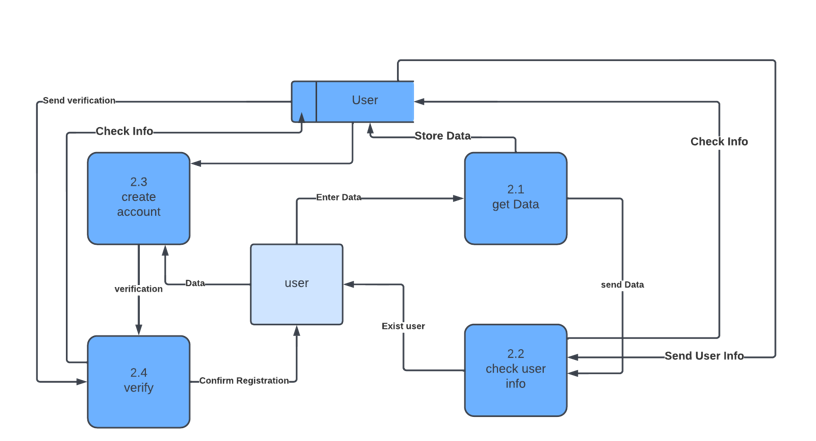 User
Send verification
Check Info
Store Data
Check Info
2.3
create
account
2.1
get Data
Enter Data
user
Data
verification
send Data
Exist user
2.2
check user
info
Send User Info
2.4
verify
Confirm Registration